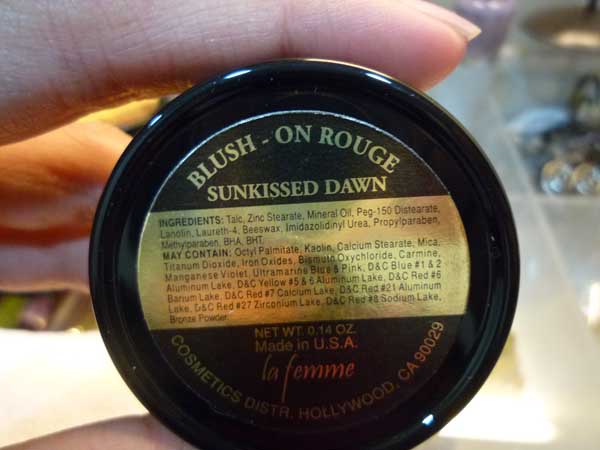 BLUSH - ON ROUGE
SUNKISSED DAWN
INGREDIENTS: Talc, Zinc Stearate, Mineral Oil, Peg-150 Distearate,
Lanolin, Laureth-4, Beeswax, Imidazolidinyl Urea, Propylparaben,
Methylparaben, BHA, BHT.
MAY CONTAIN: Octyl Palmitate, Kaolin, Calcium Stearate, Mica,
Titanium Dioxide, Iron Oxides, Bismuto Oxychloride, Carmine,
Manganese Violet, Ultramarine Blue & Pink, D&C Blue #1 & 2
Aluminum Lake, D&C Yellow #5 & 6 Aluminum Lake, D&C Red #6
Barium Lake, D&C Red #7 Calcium Lake, D&C Red #21 Aluminum
Lake, D&C Red #27 Zirconium Lake, D&C Red #8 Sodium Lake,
Bronze Powder.
NET WT. 0.14 OZ.
Made in U.S.A.
la femme
COSMETICS DISTR. HOLLYWOOD, CA 90029